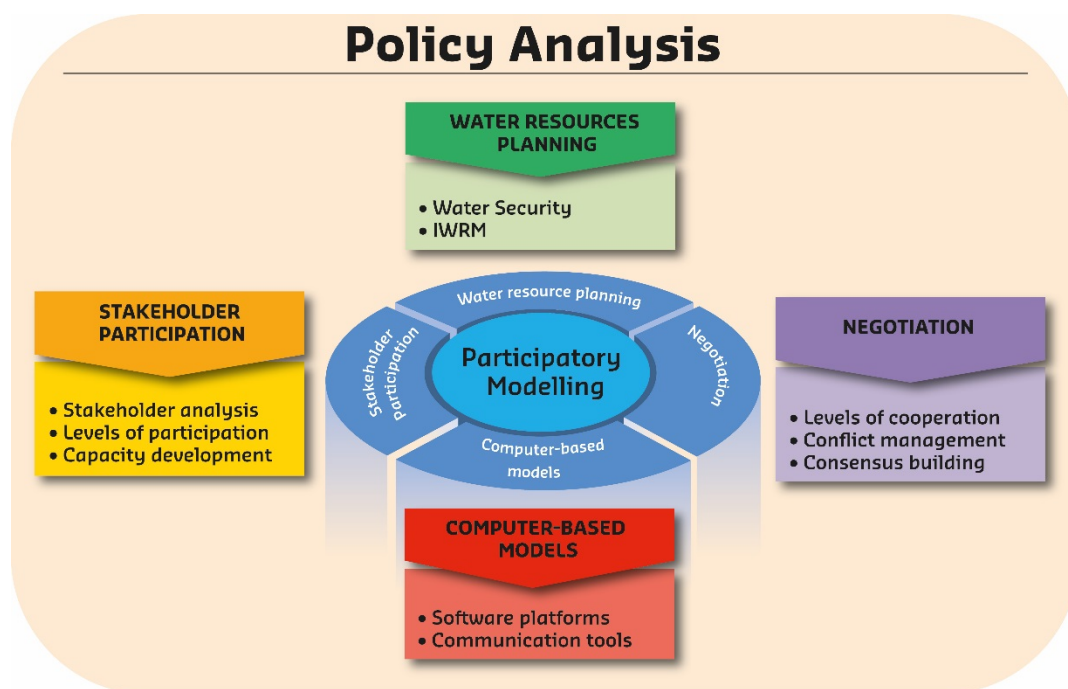 Policy Analysis
WATER RESOURCES
PLANNING
• Water Security
• IWRM
STAKEHOLDER
PARTICIPATION
• Stakeholder analysis
• Levels of participation
• Capacity development
Water resource planning
Stakeholder
Participation
Participatory
Modelling
Negotiation
Computer-based
models
NEGOTIATION
• Levels of cooperation
• Conflict management
• Consensus building
COMPUTER-BASED
MODELS
• Software platforms
• Communication tools